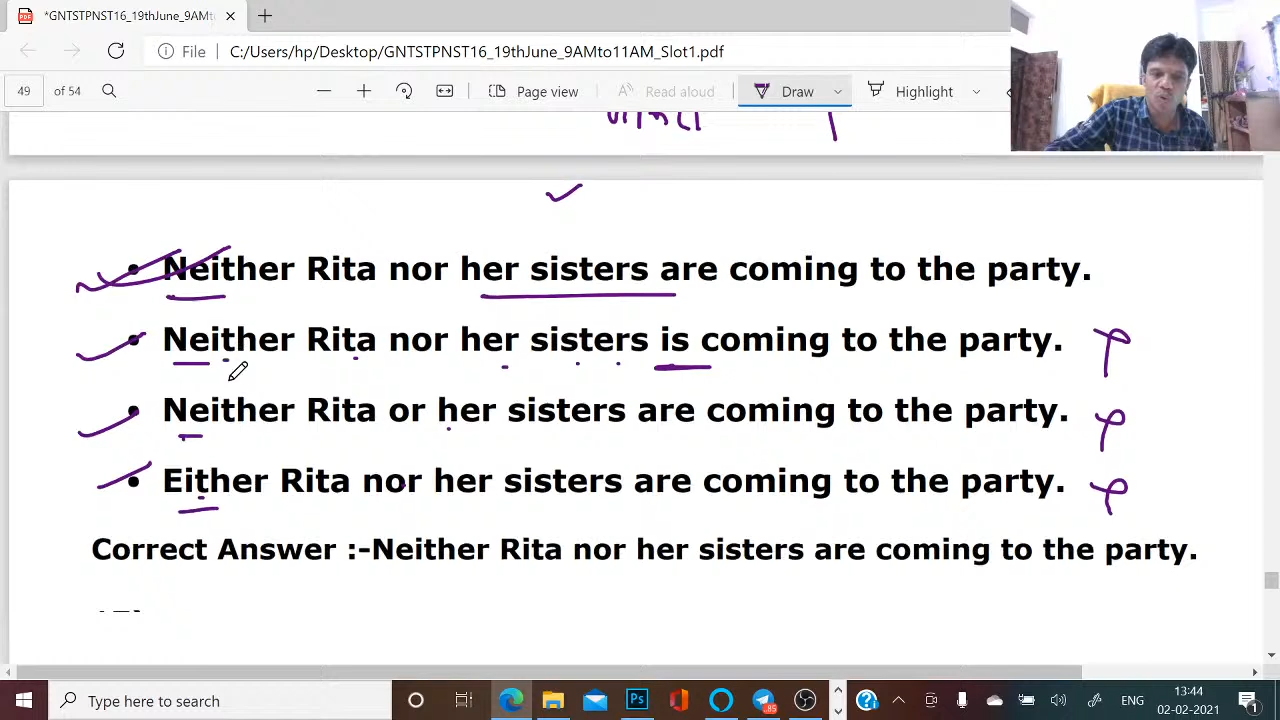 *GNTSTPNST16_19thJune_9AMt
File
C:/Users/hp/Desktop/GNTSTPNST16_19thJune_9AMto11AM_Slot1.pdf
49 of 54
Page view
Read aloud
Draw
Highlight
• Neither Rita nor her sisters are coming to the party.
• Neither Rita nor her sisters is coming to the party.
• Neither Rita or her sisters are coming to the party.
• Either Rita nor her sisters are coming to the party.
Correct Answer :-Neither Rita nor her sisters are coming to the party.
Type here to search
Ps
85
ENG
13:44
02-02-2021
1